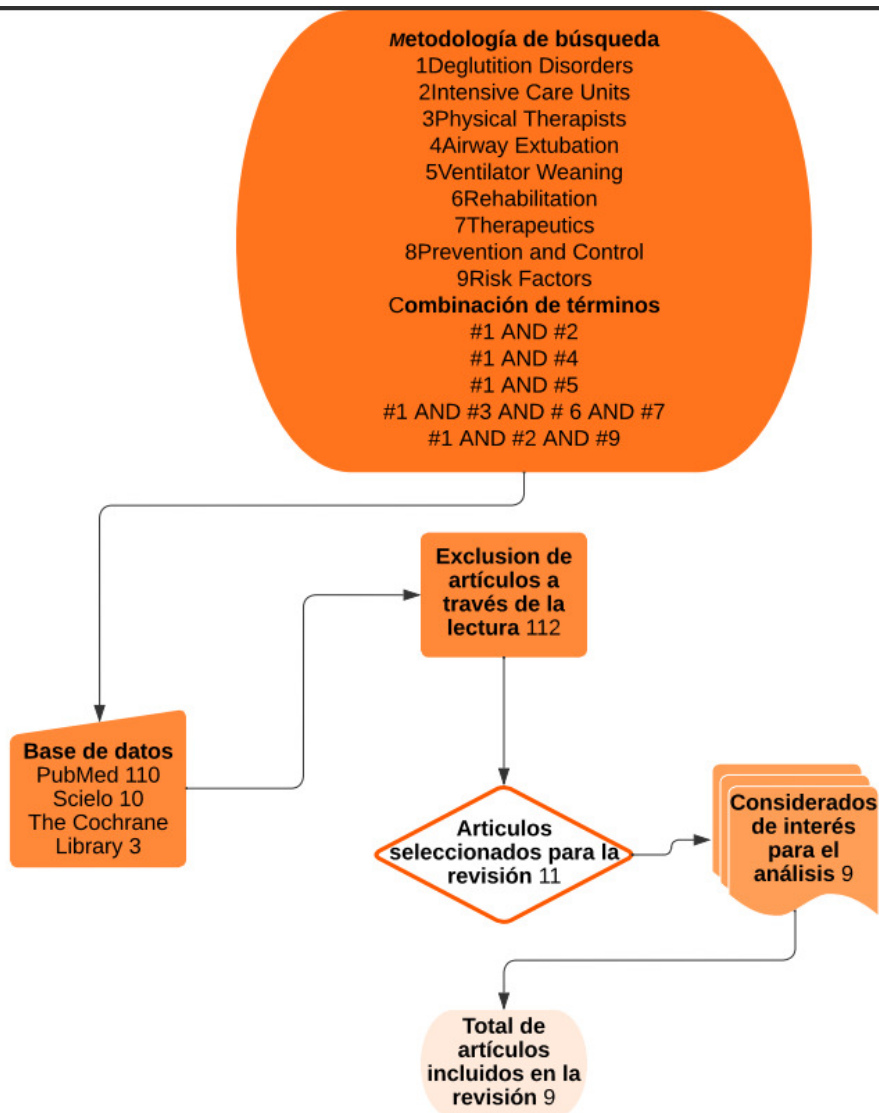 Metodología de búsqueda
1Deglutition Disorders
2Intensive Care Units
3Physical Therapists
4Airway Extubation
5Ventilator Weaning
6Rehabilitation
7Therapeutics
8Prevention and Control
9Risk Factors
Combinación de términos
#1 AND #2
#1 AND #4
#1 AND #5
#1 AND #3 AND # 6 AND #7
#1 AND #2 AND #9
Exclusion de
artículos a
través de la
lectura 112
Base de datos
PubMed 110
Scielo 10
The Cochrane
Library 3
Articulos
seleccionados para la
revisión 11
Considerados
de interés
para el
análisis 9
Total de
artículos
incluidos en la
revisión 9